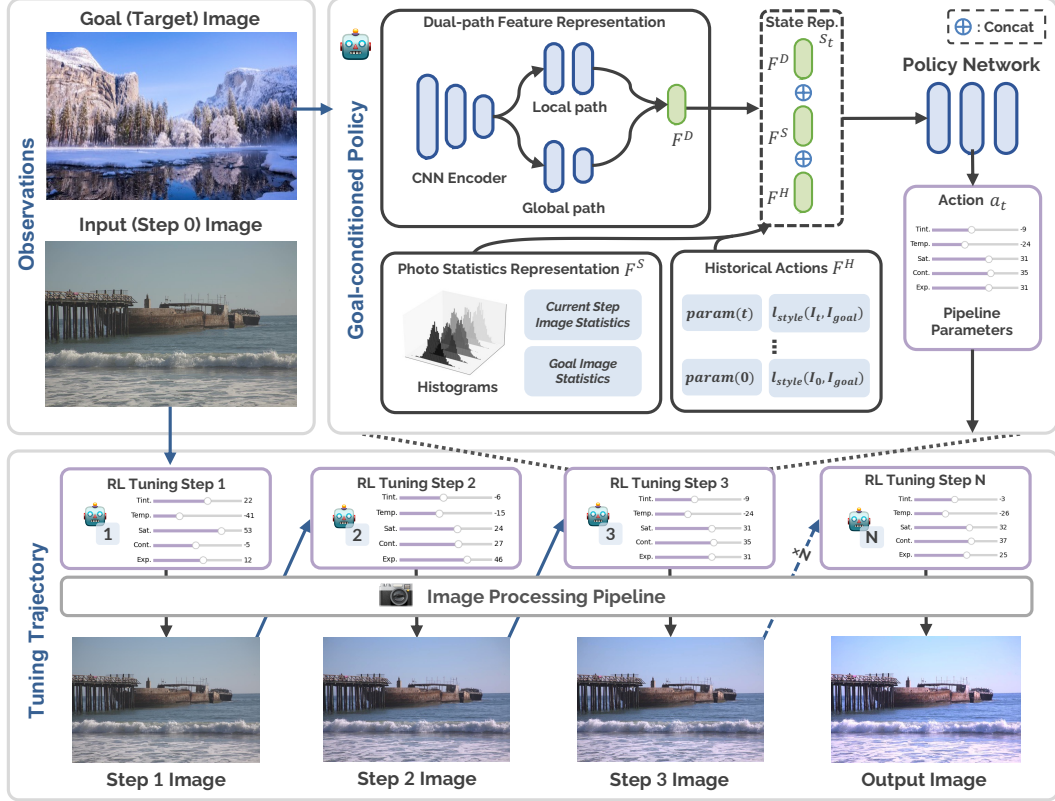 Observations
Goal (Target) Image
Input (Step 0) Image
Goal-conditioned Policy
Dual-path Feature Representation
CNN Encoder
Local path
Global path
F^D
State Rep.
s_t
F^D
⊕
F^S
⊕
F^H
⊕ : Concat
Policy Network
Action a_t
Tint. -9
Temp. -24
Sat. 31
Cont. 35
Exp. 31
Pipeline
Parameters
Photo Statistics Representation F^S
Histograms
Current Step
Image Statistics
Goal Image
Statistics
Historical Actions F^H
param(t) l_style(I_t, I_goal)
⋮
param(0) l_style(I_0, I_goal)
Tuning Trajectory
RL Tuning Step 1
Tint. 22
Temp. -41
Sat. 53
Cont. -5
Exp. 12
1
RL Tuning Step 2
Tint. -6
Temp. -15
Sat. 24
Cont. 27
Exp. 46
2
RL Tuning Step 3
Tint. -9
Temp. -24
Sat. 31
Cont. 35
Exp. 31
3
×N
RL Tuning Step N
Tint. -3
Temp. -26
Sat. 32
Cont. 37
Exp. 25
N
Image Processing Pipeline
Step 1 Image
Step 2 Image
Step 3 Image
Output Image